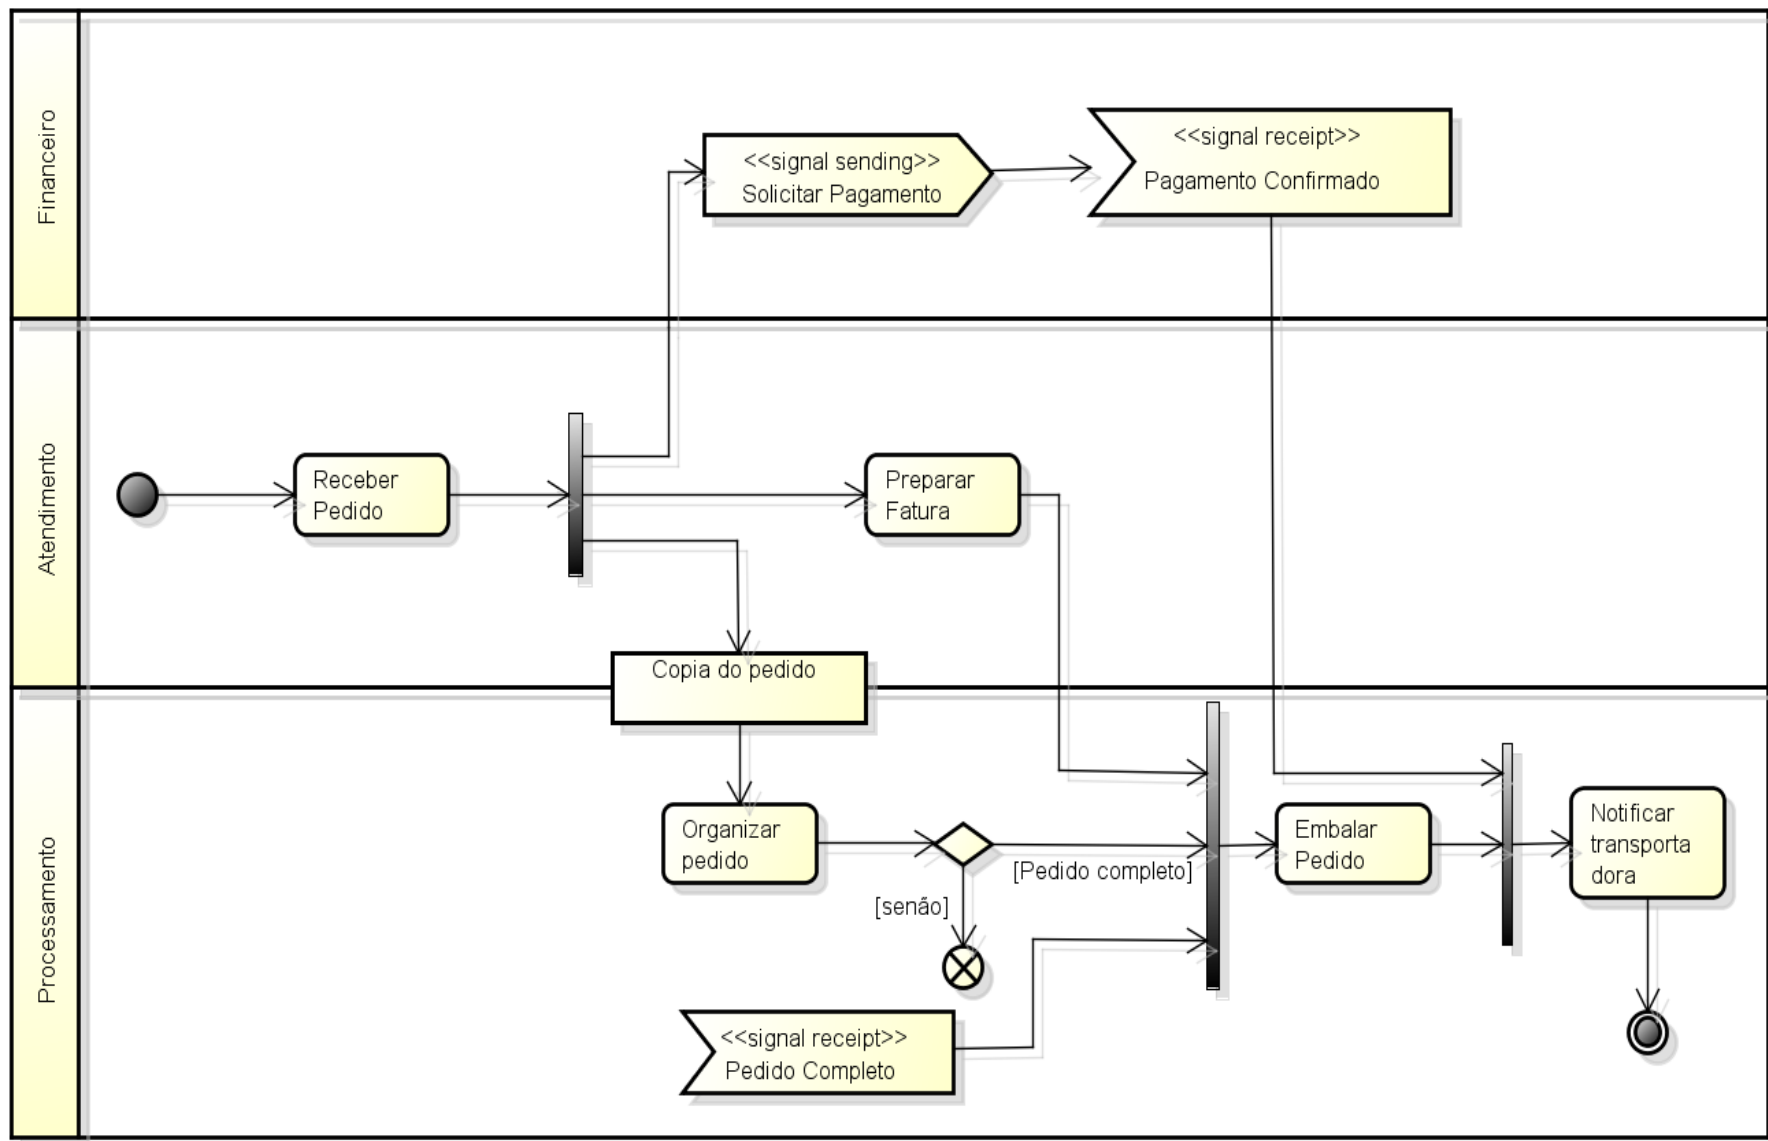 Financeiro
<<signal sending>>
Solicitar Pagamento
<<signal receipt>>
Pagamento Confirmado
Atendimento
Receber
Pedido
Preparar
Fatura
Copia do pedido
Processamento
Organizar
pedido
[Pedido completo]
[senão]
Embalar
Pedido
Notificar
transporta
dora
<<signal receipt>>
Pedido Completo